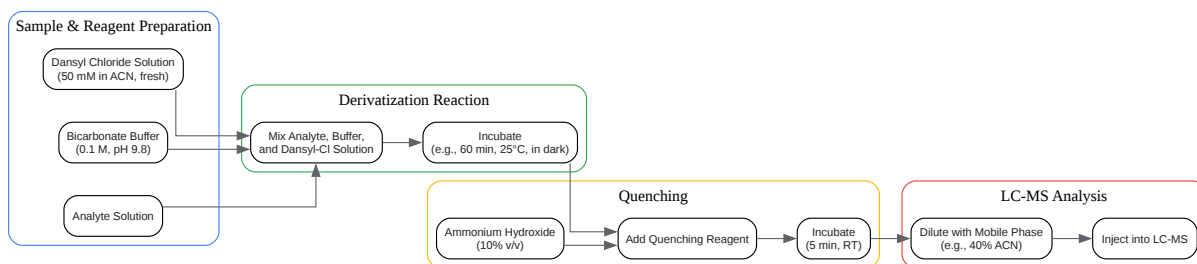 Sample & Reagent Preparation
Dansyl Chloride Solution
(50 mM in ACN, fresh)
Bicarbonate Buffer
(0.1 M, pH 9.8)
Analyte Solution
Derivatization Reaction
Mix Analyte, Buffer,
and Dansyl-Cl Solution
Incubate
(e.g., 60 min, 25°C, in dark)
Quenching
Ammonium Hydroxide
(10% v/v)
Add Quenching Reagent
Incubate
(5 min, RT)
LC-MS Analysis
Dilute with Mobile Phase
(e.g., 40% ACN)
Inject into LC-MS